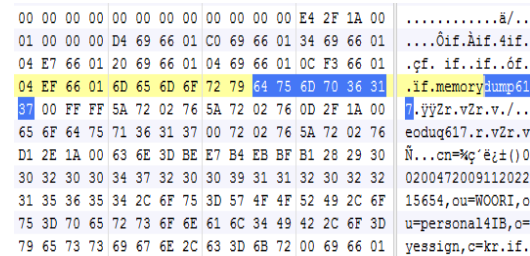 00 00 00 00 00 00 00 00 00 00 00 00 E4 2F 1A 00 ............ä/..
01 00 00 00 D4 69 66 01 C0 69 66 01 34 69 66 01 ....Ôif.Àif.4if.
04 E7 66 01 20 69 66 01 00 69 66 01 0C F3 66 01 .çf. if..if..óf.
04 EF 66 01 6D 65 6D 6F 72 79 64 75 6D 70 36 31 .ïf.memorydump61
37 00 FF FF 5A 72 02 76 5A 72 02 76 0D 2F 1A 00 7.ÿÿZr.vZr.v./..
65 6F 64 75 71 36 31 37 00 72 02 76 5A 72 02 76 eoduq617.r.vZr.v
D1 2E 1A 00 63 6E 3D BE E7 B4 EB BF B1 28 29 30 Ñ...cn=¾ç´ë¿±()0
30 32 30 30 34 37 32 30 30 39 31 31 32 30 32 32 0200472009112022
31 35 36 35 34 2C 6F 75 3D 57 4F 4F 52 49 2C 6F 15654,ou=WOORI,o
75 3D 70 65 72 73 6F 6E 61 6C 34 49 42 2C 6F 3D u=personal4IB,o=
79 65 73 73 69 67 6E 2C 63 3D 6B 72 00 69 66 01 yessign,c=kr.if.